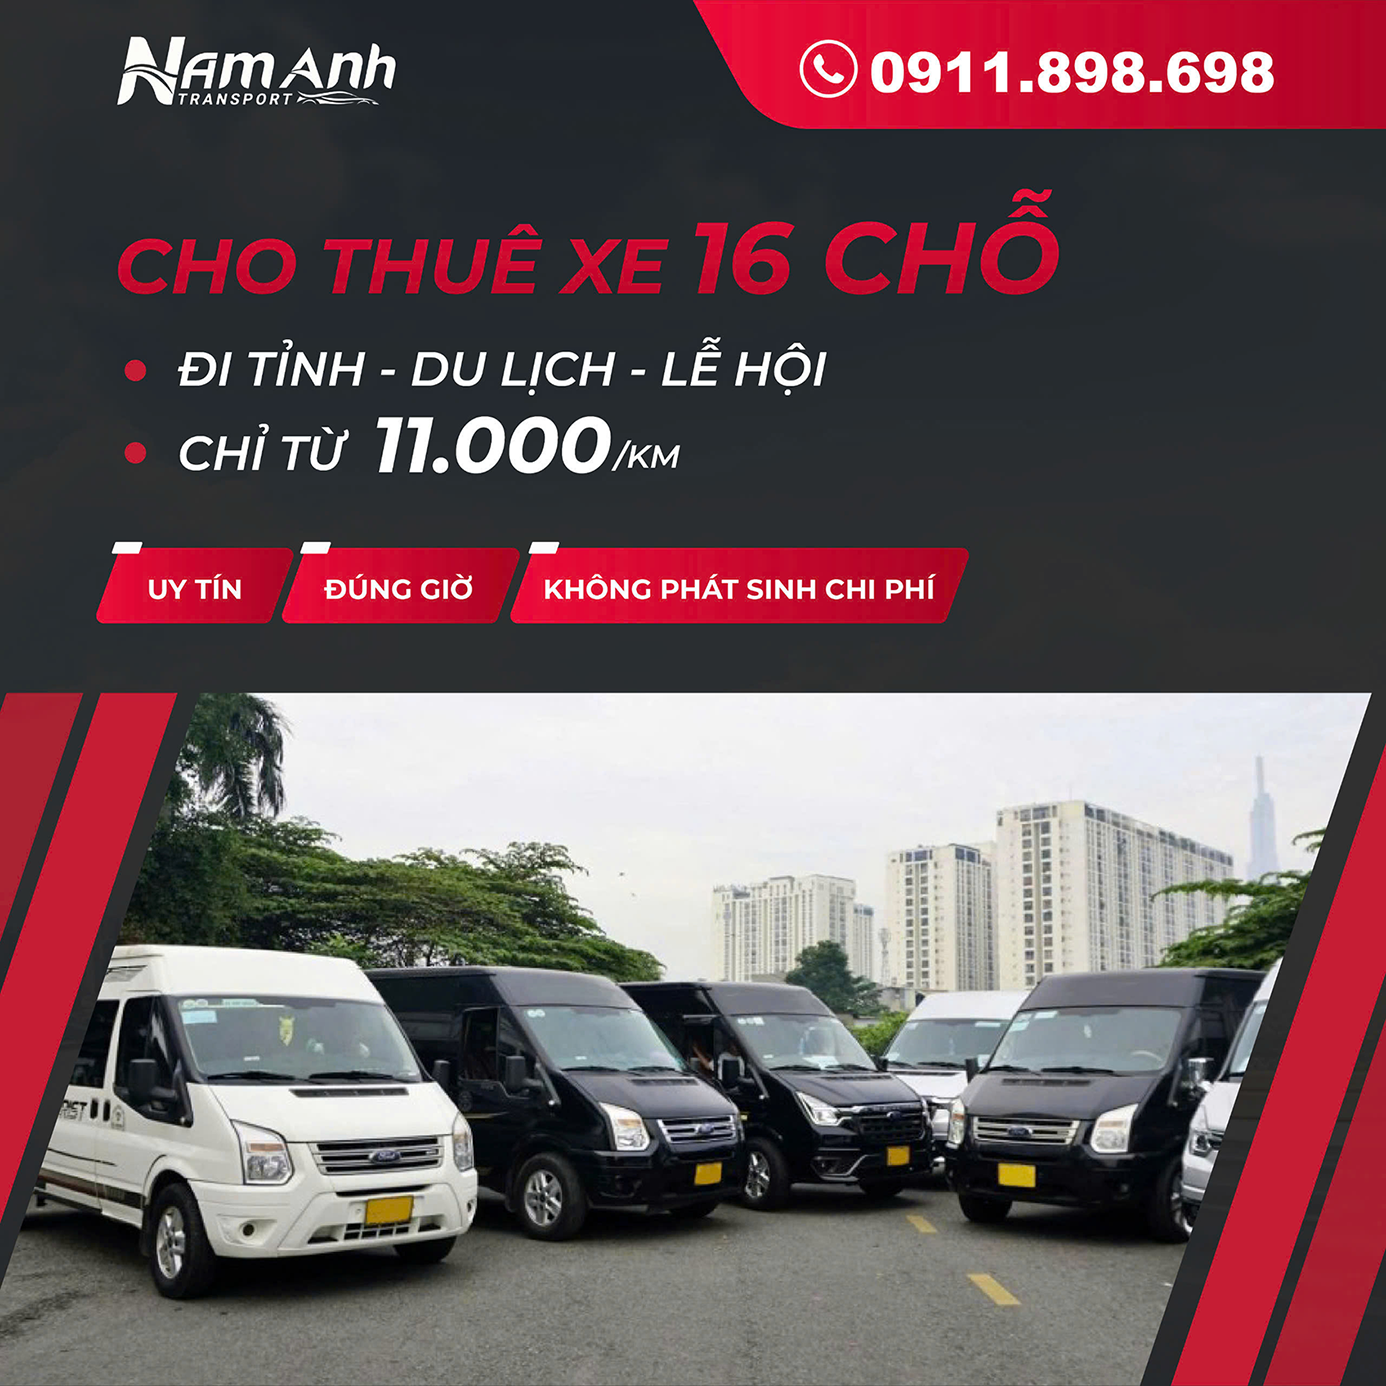 NAM ANH
TRANSPORT
0911.898.698
CHO THUÊ XE 16 CHỖ
ĐI TỈNH - DU LỊCH - LỄ HỘI
CHỈ TỪ 11.000/KM
UY TÍN
ĐÚNG GIỜ
KHÔNG PHÁT SINH CHI PHÍ
Ford